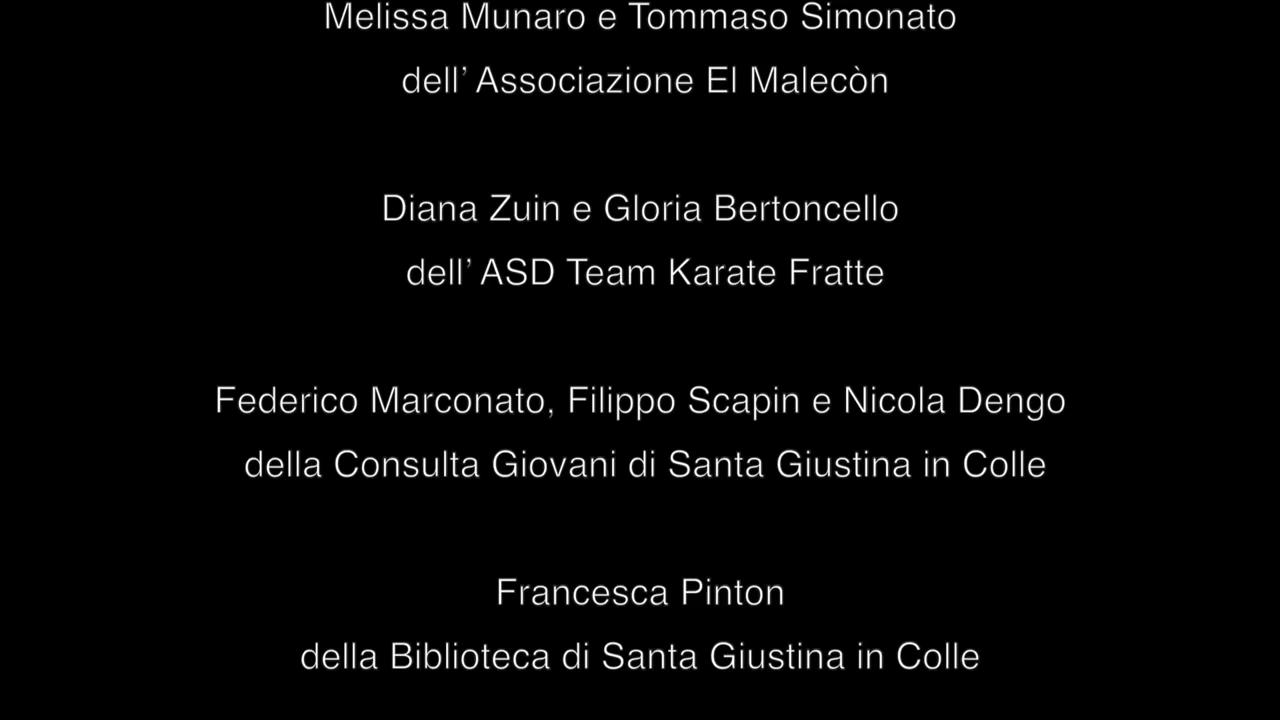 Melissa Munaro e Tommaso Simonato
dell’ Associazione El Malecòn
Diana Zuin e Gloria Bertoncello
dell’ ASD Team Karate Fratte
Federico Marconato, Filippo Scapin e Nicola Dengo
della Consulta Giovani di Santa Giustina in Colle
Francesca Pinton
della Biblioteca di Santa Giustina in Colle